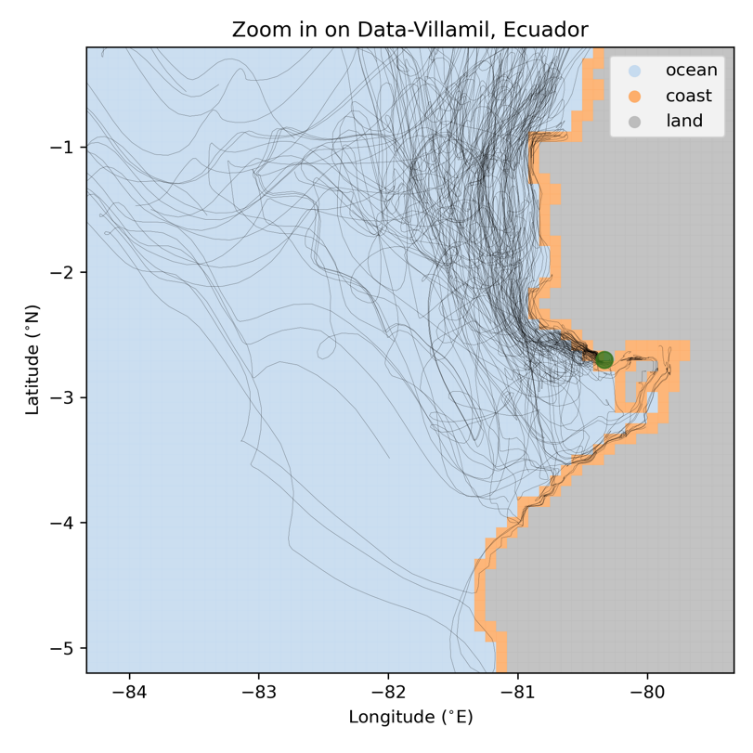 Zoom in on Data-Villamil, Ecuador
ocean
coast
land
−1
−2
−3
−4
−5
Latitude (°N)
−84
−83
−82
−81
−80
Longitude (°E)